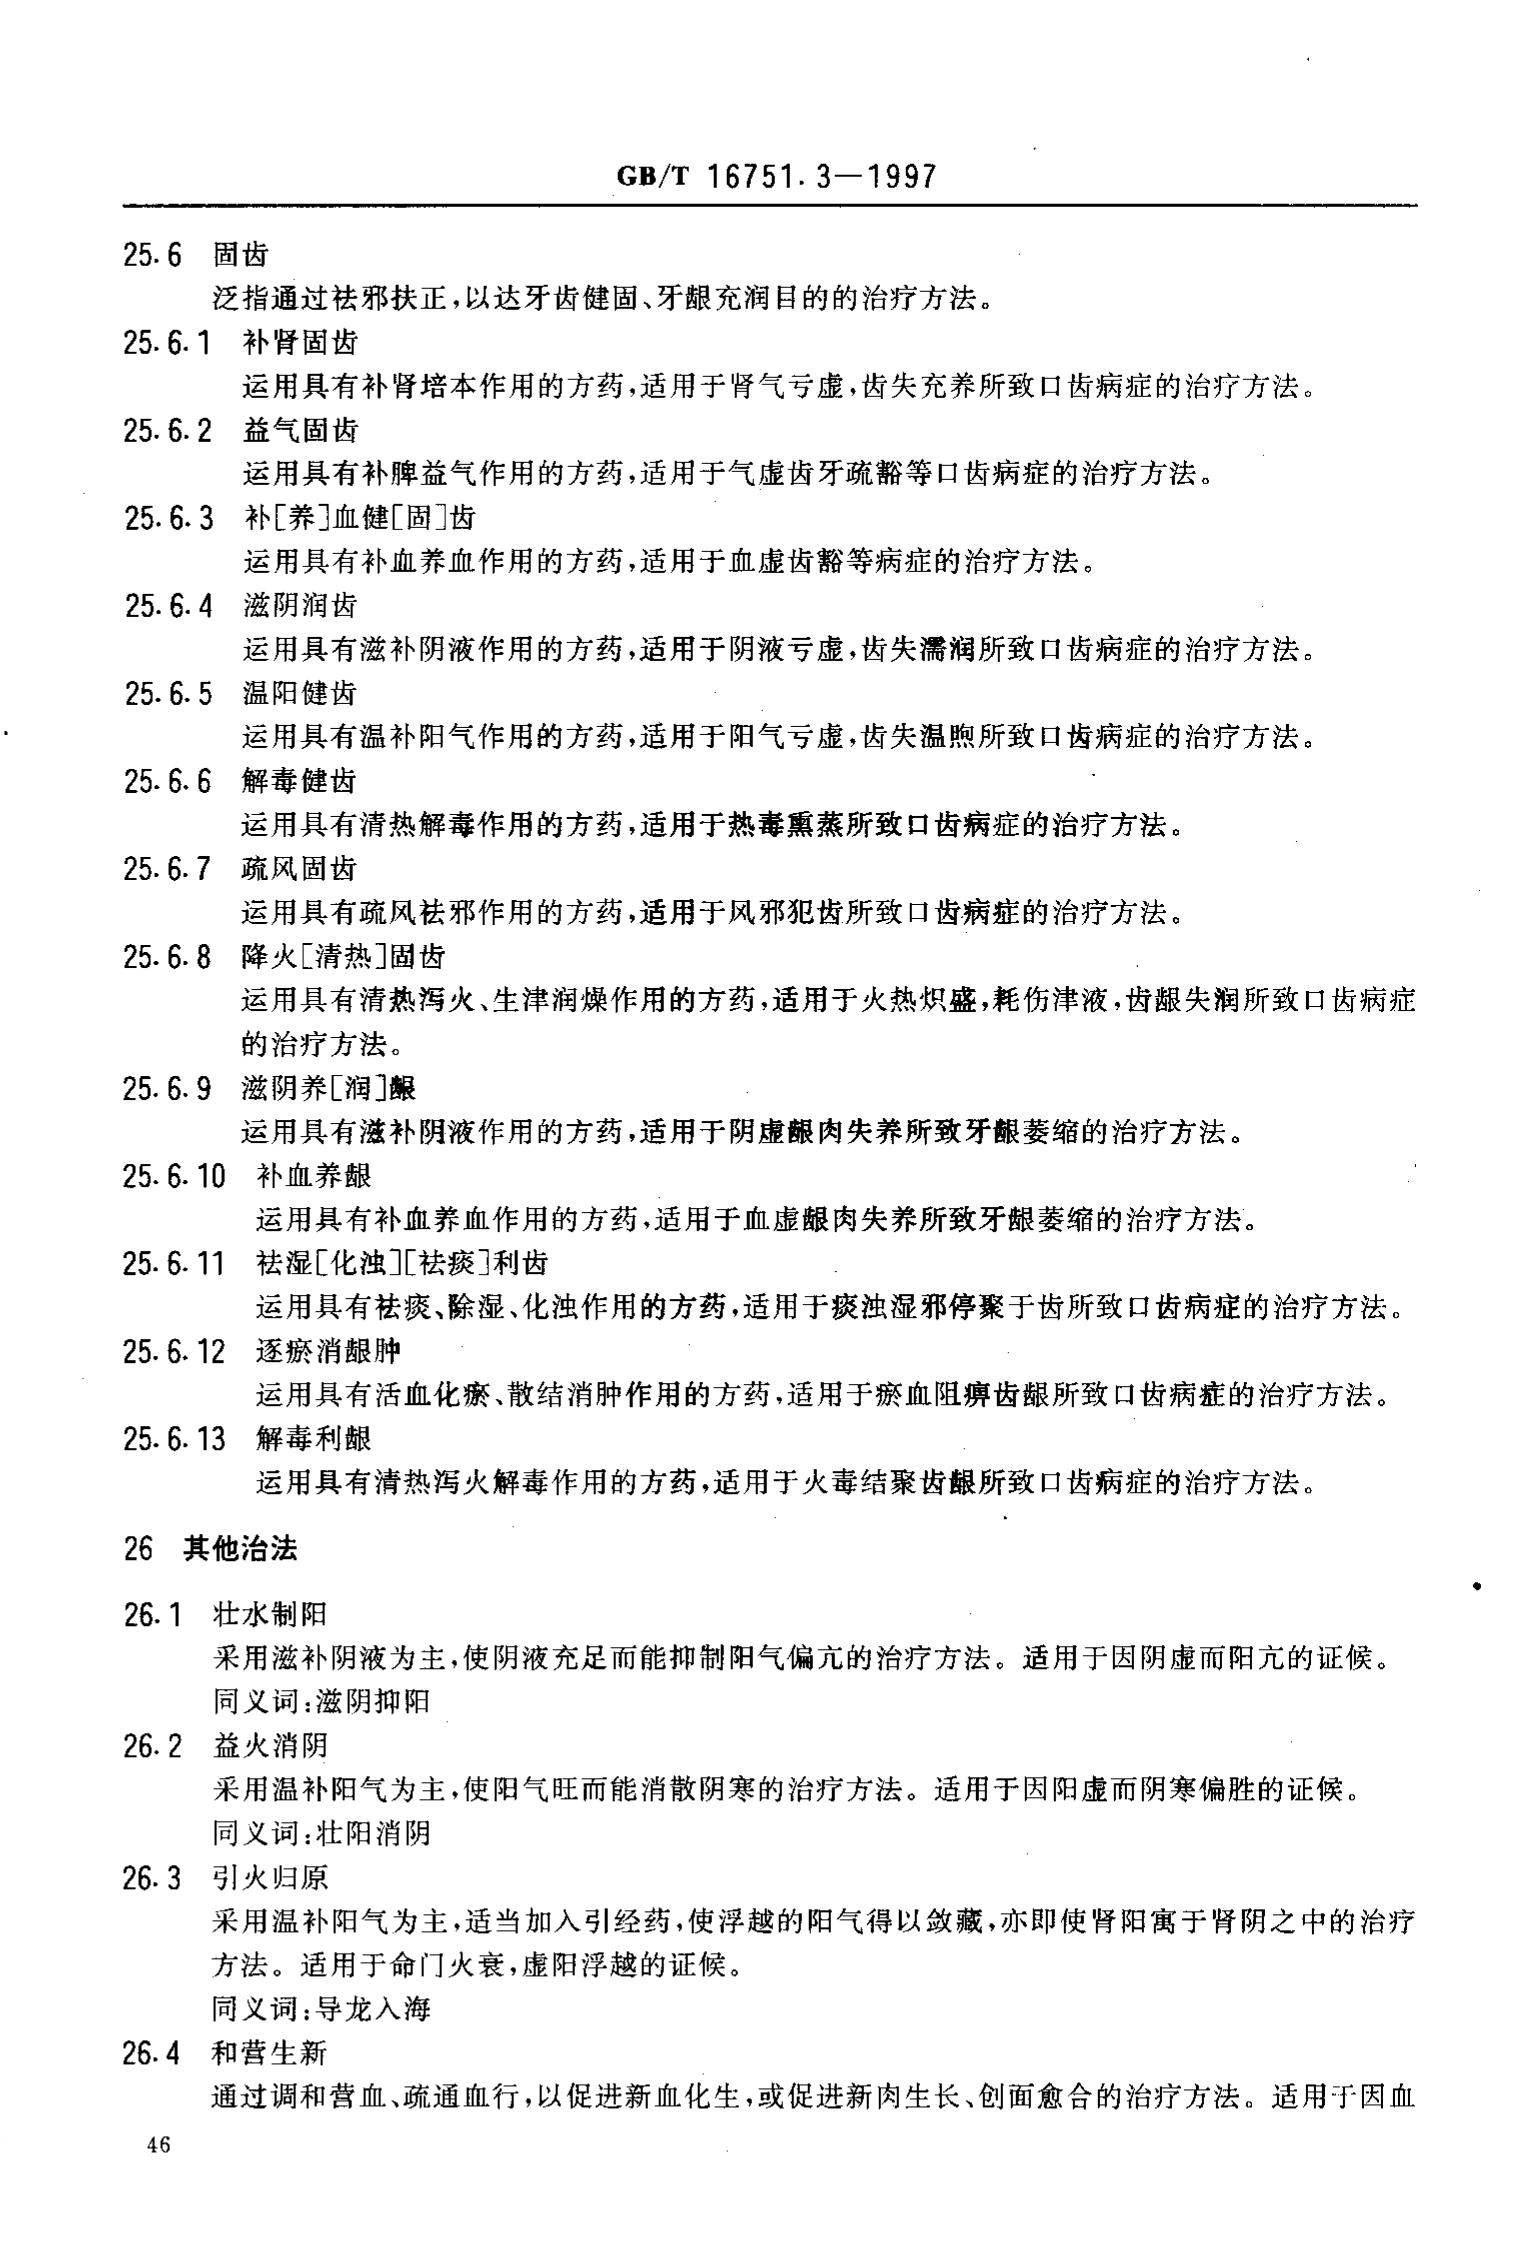 GB/T 16751.3—1997
25.6 固齿
泛指通过祛邪扶正,以达牙齿健固、牙龈充润目的的治疗方法。
25.6.1 补肾固齿
运用具有补肾培本作用的方药,适用于肾气亏虚,齿失充养所致口齿病症的治疗方法。
25.6.2 益气固齿
运用具有补脾益气作用的方药,适用于气虚齿牙疏豁等口齿病症的治疗方法。
25.6.3 补[养]血健[固]齿
运用具有补血养血作用的方药,适用于血虚齿豁等病症的治疗方法。
25.6.4 滋阴润齿
运用具有滋补阴液作用的方药,适用于阴液亏虚,齿失濡润所致口齿病症的治疗方法。
25.6.5 温阳健齿
运用具有温补阳气作用的方药,适用于阳气亏虚,齿失温煦所致口齿病症的治疗方法。
25.6.6 解毒健齿
运用具有清热解毒作用的方药,适用于热毒熏蒸所致口齿病症的治疗方法。
25.6.7 疏风固齿
运用具有疏风祛邪作用的方药,适用于风邪犯齿所致口齿病症的治疗方法。
25.6.8 降火[清热]固齿
运用具有清热泻火、生津润燥作用的方药,适用于火热炽盛,耗伤津液,齿龈失润所致口齿病症
的治疗方法。
25.6.9 滋阴养[润]龈
运用具有滋补阴液作用的方药,适用于阴虚龈肉失养所致牙龈萎缩的治疗方法。
25.6.10 补血养龈
运用具有补血养血作用的方药,适用于血虚龈肉失养所致牙龈萎缩的治疗方法。
25.6.11 祛湿[化浊][祛痰]利齿
运用具有祛痰、除湿、化浊作用的方药,适用于痰浊湿邪停聚于齿所致口齿病症的治疗方法。
25.6.12 逐瘀消龈肿
运用具有活血化瘀、散结消肿作用的方药,适用于瘀血阻痹齿龈所致口齿病症的治疗方法。
25.6.13 解毒利龈
运用具有清热泻火解毒作用的方药,适用于火毒结聚齿龈所致口齿病症的治疗方法。
26 其他治法
26.1 壮水制阳
采用滋补阴液为主,使阴液充足而能抑制阳气偏亢的治疗方法。适用于因阴虚而阳亢的证候。
同义词:滋阴抑阳
26.2 益火消阴
采用温补阳气为主,使阳气旺而能消散阴寒的治疗方法。适用于因阳虚而阴寒偏胜的证候。
同义词:壮阳消阴
26.3 引火归原
采用温补阳气为主,适当加入引经药,使浮越的阳气得以敛藏,亦即使肾阳寓于肾阴之中的治疗
方法。适用于命门火衰,虚阳浮越的证候。
同义词:导龙入海
26.4 和营生新
通过调和营血、疏通血行,以促进新血化生,或促进新肉生长、创面愈合的治疗方法。适用于因血
46